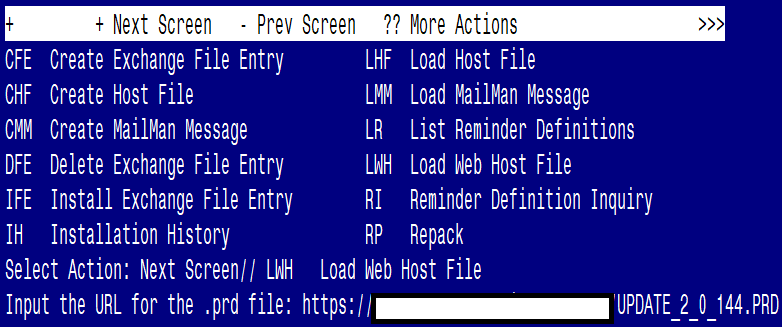 + + Next Screen - Prev Screen ?? More Actions >>>
CFE Create Exchange File Entry LHF Load Host File
CHF Create Host File LMM Load MailMan Message
CMM Create MailMan Message LR List Reminder Definitions
DFE Delete Exchange File Entry LWH Load Web Host File
IFE Install Exchange File Entry RI Reminder Definition Inquiry
IH Installation History RP Repack
Select Action: Next Screen// LWH Load Web Host File
Input the URL for the .prd file: https:// /UPDATE_2_0_144.PRD